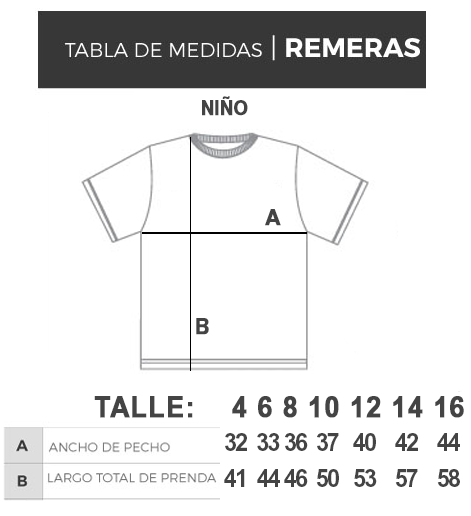 TABLA DE MEDIDAS | REMERAS
NIÑO
A
B
TALLE: 4 6 8 10 12 14 16
A ANCHO DE PECHO 32 33 36 37 40 42 44
B LARGO TOTAL DE PRENDA 41 44 46 50 53 57 58